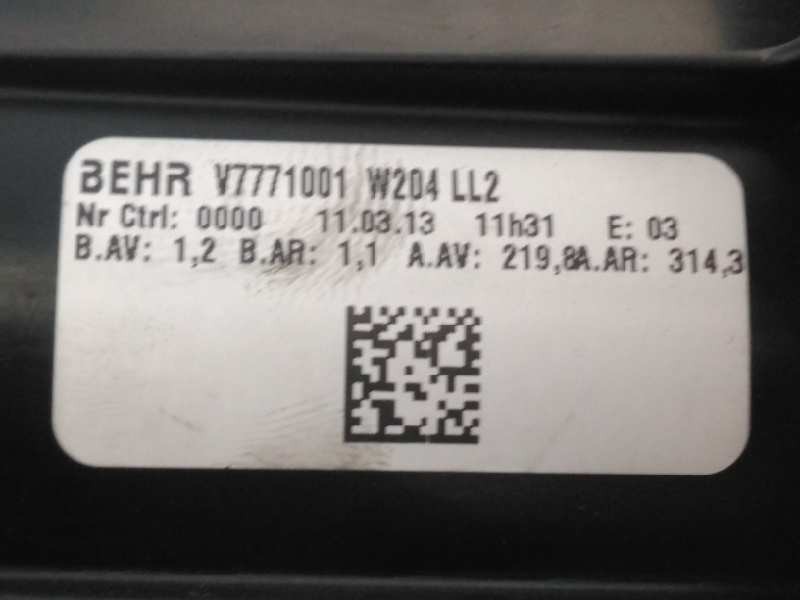 BEHR V7771001 W204 LL2
Nr Ctrl: 0000 11.03.13 11h31 E: 03
B.AV: 1,2 B.AR: 1,1 A.AV: 219,8A.AR: 314,3